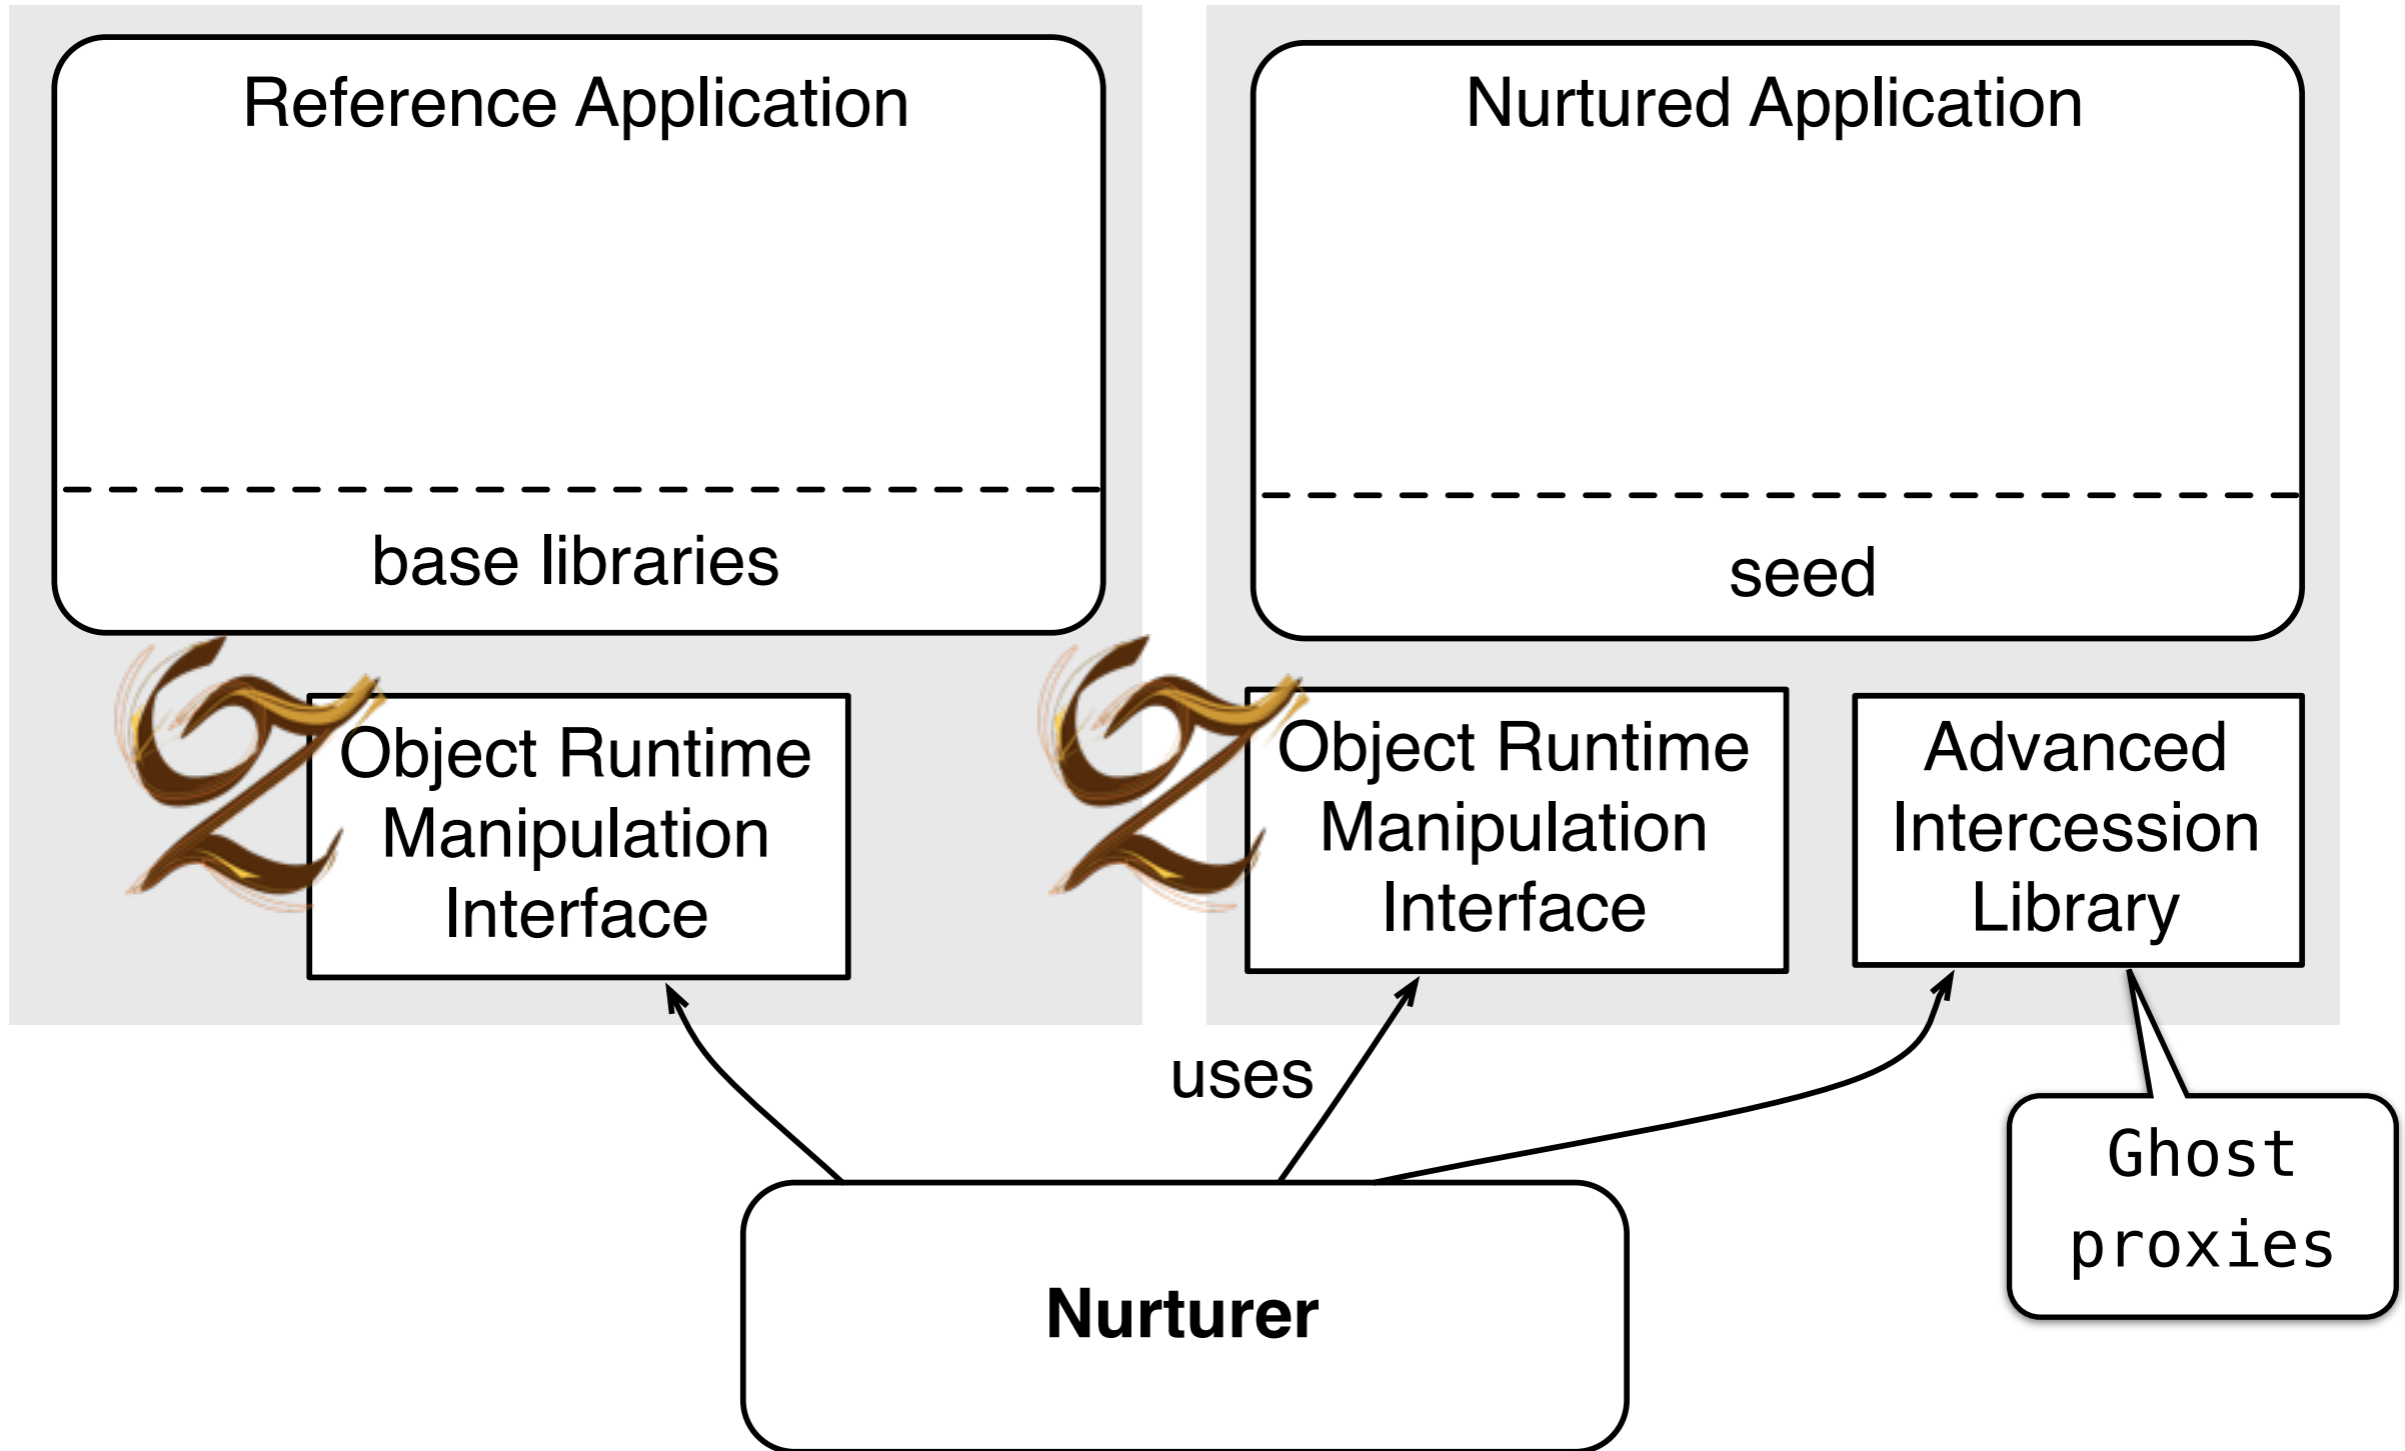 Reference Application
base libraries
Object Runtime
Manipulation
Interface
Nurtured Application
seed
Object Runtime
Manipulation
Interface
Advanced
Intercession
Library
uses
Ghost
proxies
Nurturer